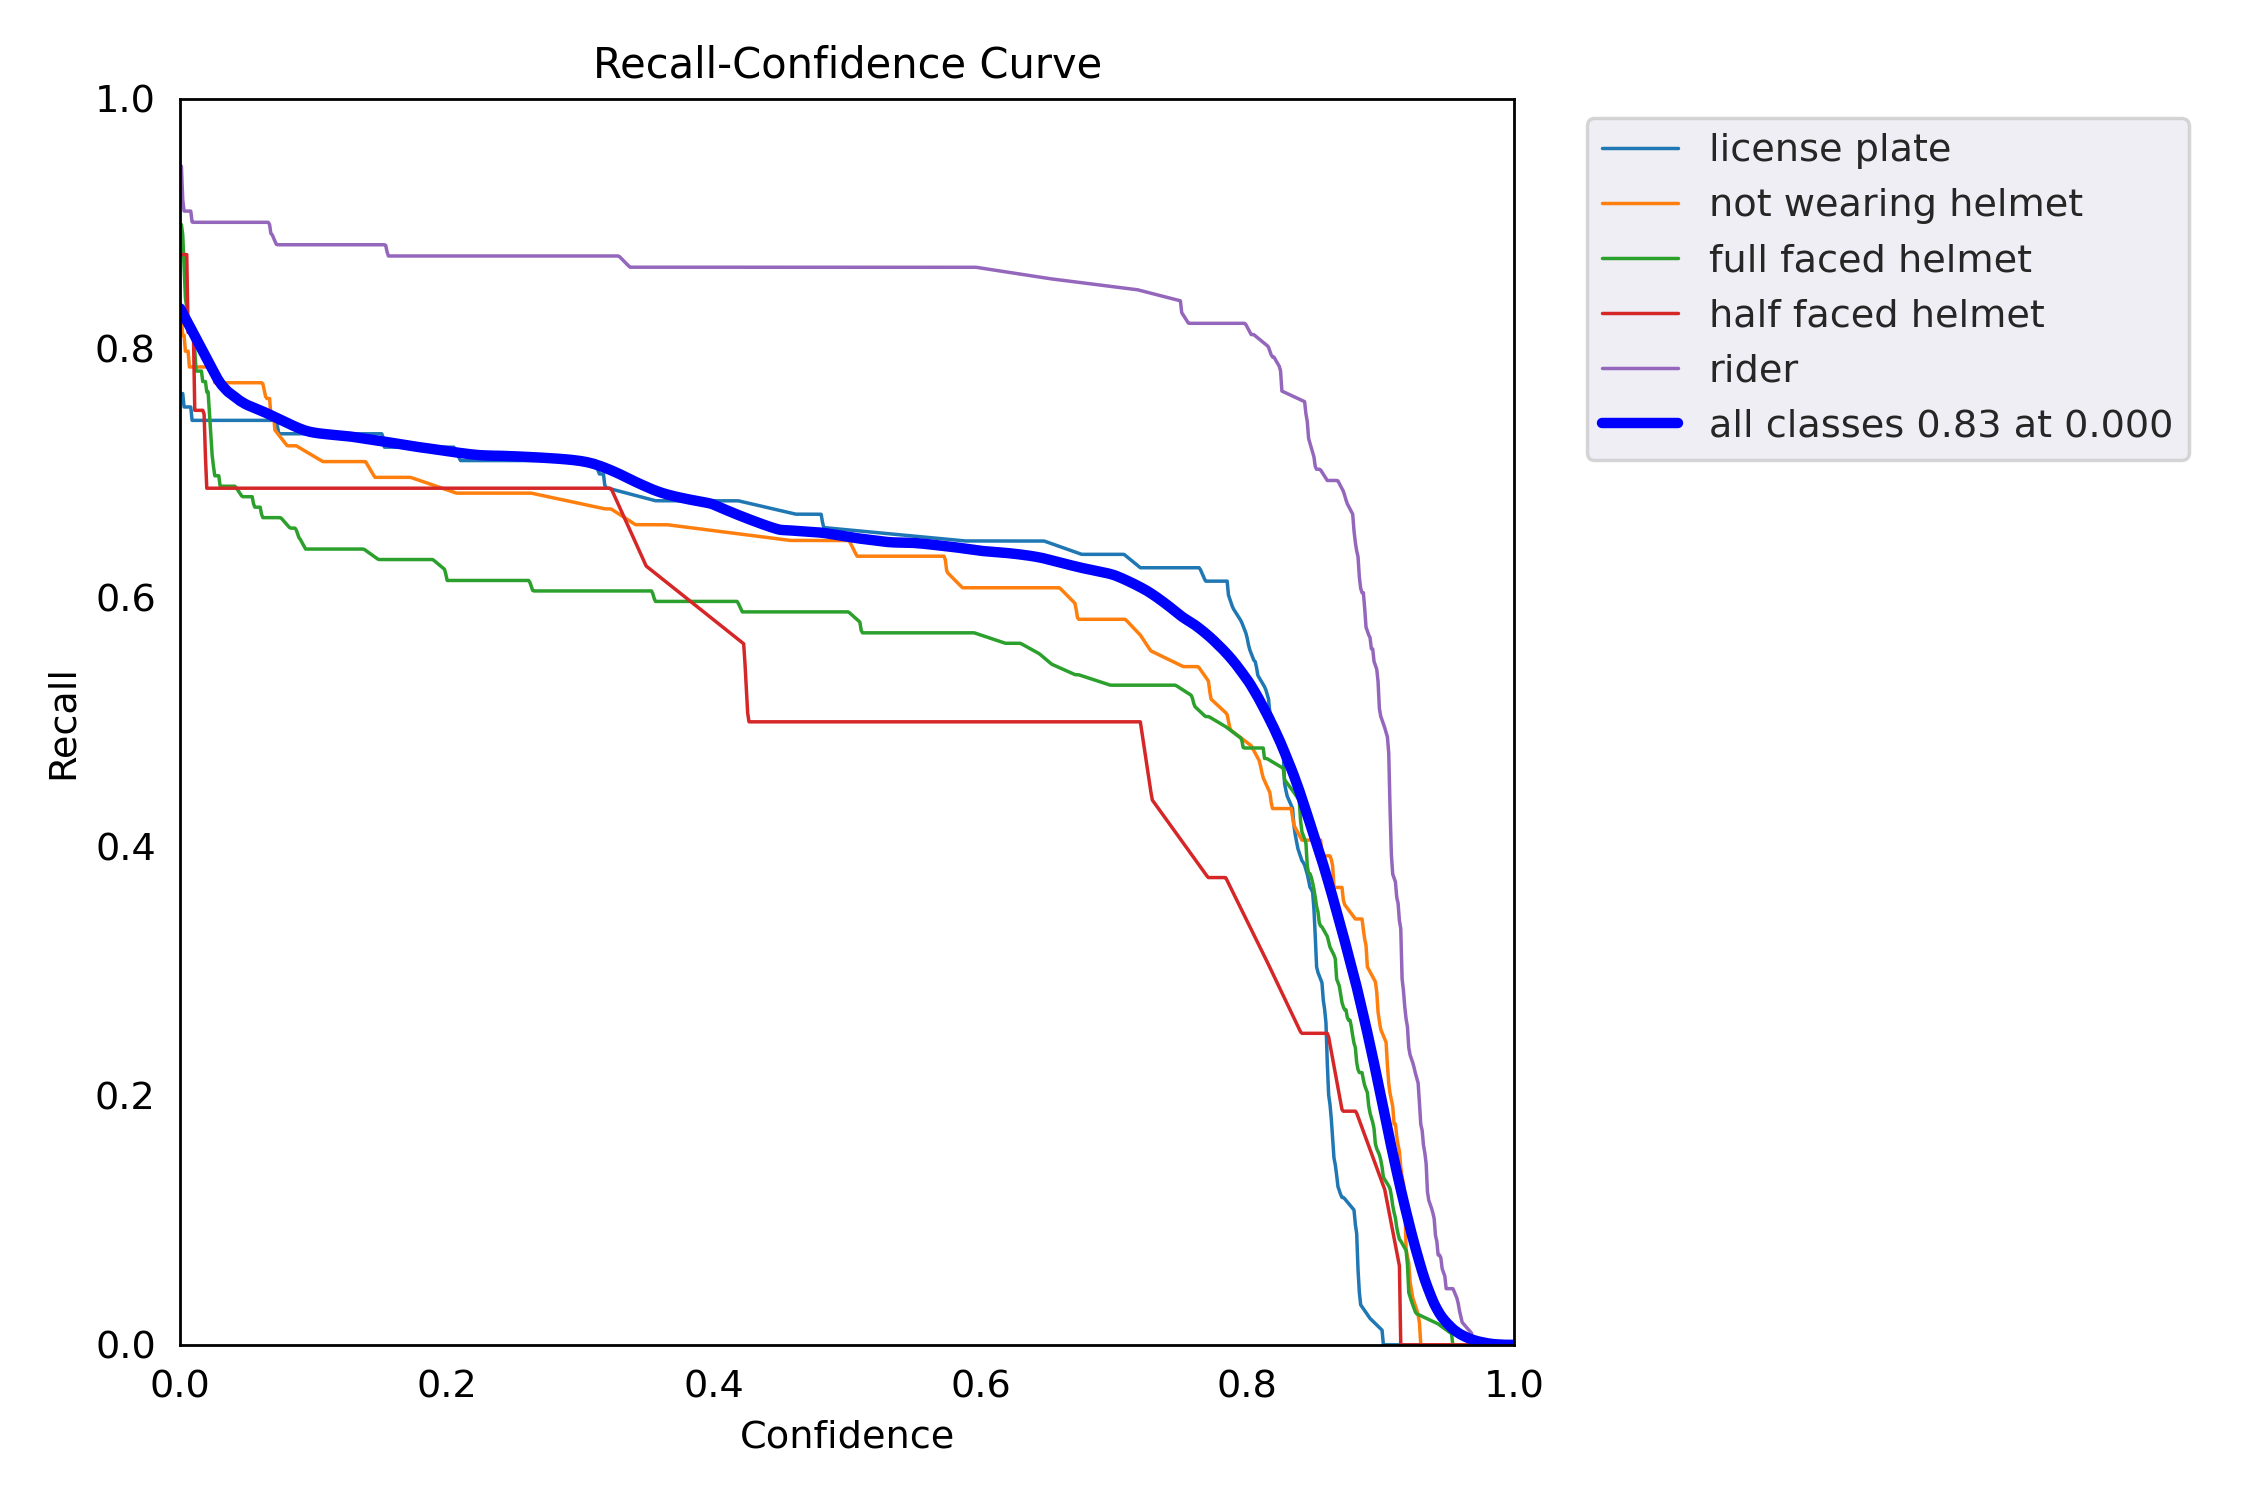 Recall-Confidence Curve
1.0
0.8
0.6
0.4
0.2
0.0
Recall
0.0 0.2 0.4 0.6 0.8 1.0
Confidence
license plate
not wearing helmet
full faced helmet
half faced helmet
rider
all classes 0.83 at 0.000